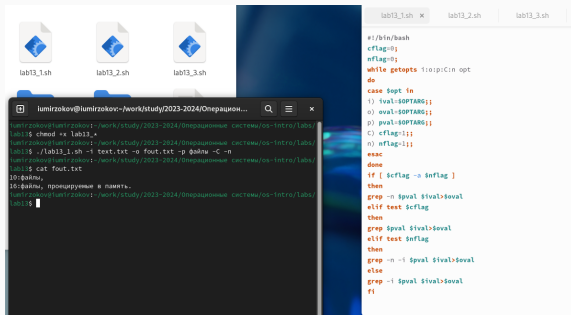 lab13_1.sh
lab13_2.sh
lab13_3.sh
iumirzokov@iumirzokov:~/work/study/2023-2024/Операцион...
iumirzokov@iumirzokov:~/work/study/2023-2024/Операционные системы/os-intro/labs/
lab13$ chmod +x lab13_*
iumirzokov@iumirzokov:~/work/study/2023-2024/Операционные системы/os-intro/labs/
lab13$ ./lab13_1.sh -i text.txt -o fout.txt -p файлы -C -n
iumirzokov@iumirzokov:~/work/study/2023-2024/Операционные системы/os-intro/labs/
lab13$ cat fout.txt
10:файлы,
16:файлы, проецируемые в память.
iumirzokov@iumirzokov:~/work/study/2023-2024/Операционные системы/os-intro/labs/
lab13$
lab13_1.sh × lab13_2.sh lab13_3.sh
#!/bin/bash
cflag=0;
nflag=0;
while getopts i:o:p:C:n opt
do
case $opt in
i) ival=$OPTARG;;
o) oval=$OPTARG;;
p) pval=$OPTARG;;
C) cflag=1;;
n) nflag=1;;
esac
done
if [ $cflag -a $nflag ]
then
grep -n $pval $ival>$oval
elif test $cflag
then
grep $pval $ival>$oval
elif test $nflag
then
grep -n -i $pval $ival>$oval
else
grep -i $pval $ival>$oval
fi